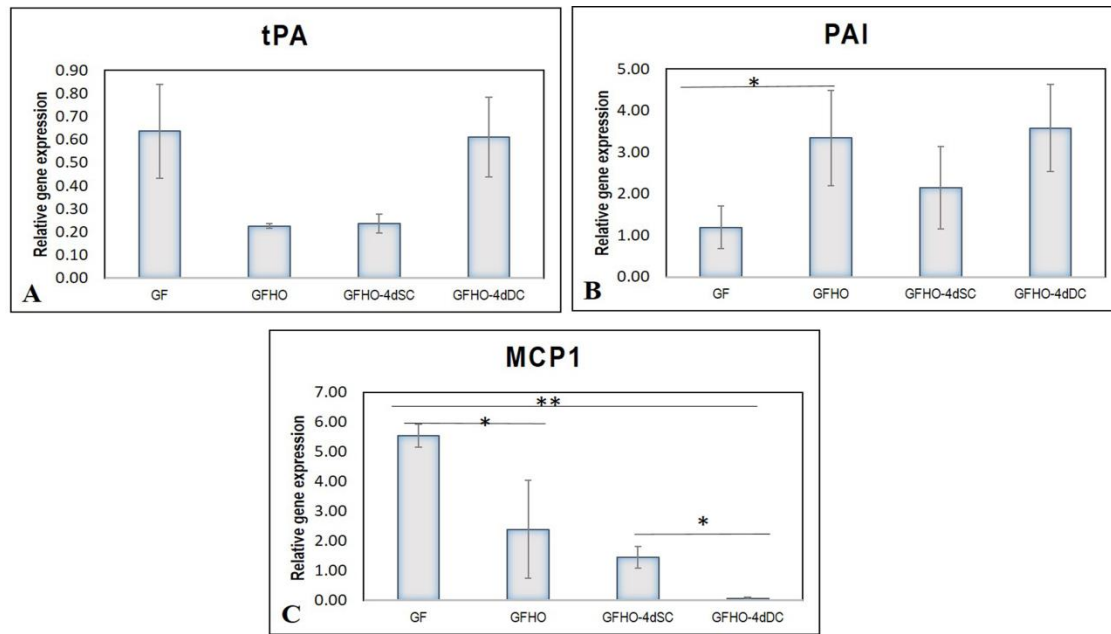 tPA
Relative gene expression
0.90
0.80
0.70
0.60
0.50
0.40
0.30
0.20
0.10
0.00
GF GFHO GFHO-4dSC GFHO-4dDC
A
PAI
Relative gene expression
5.00
4.00
3.00
2.00
1.00
0.00
*
GF GFHO GFHO-4dSC GFHO-4dDC
B
MCP1
Relative gene expression
7.00
6.00
5.00
4.00
3.00
2.00
1.00
0.00
**
*
*
GF GFHO GFHO-4dSC GFHO-4dDC
C